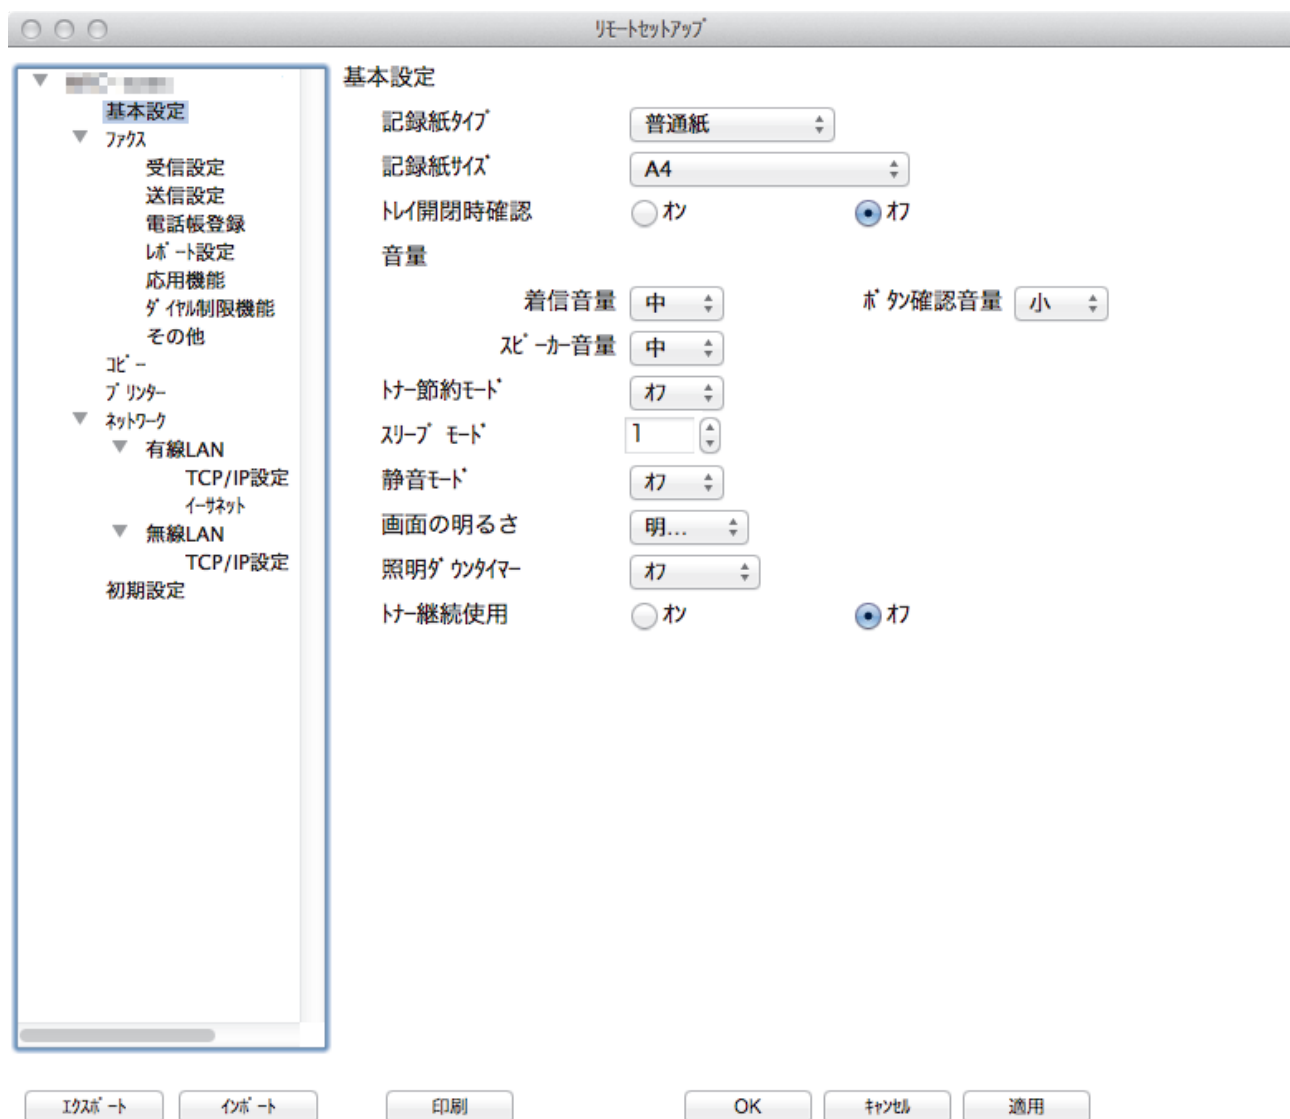 ﾘﾓｰﾄｾｯﾄｱｯﾌﾟ
基本設定
ﾌｧｸｽ
受信設定
送信設定
電話帳登録
ﾚﾎﾟｰﾄ設定
応用機能
ﾀﾞｲﾔﾙ制限機能
その他
ｺﾋﾟｰ
ﾌﾟﾘﾝﾀｰ
ﾈｯﾄﾜｰｸ
有線LAN
TCP/IP設定
ｲｰｻﾈｯﾄ
無線LAN
TCP/IP設定
初期設定
基本設定
記録紙ﾀｲﾌﾟ 普通紙
記録紙ｻｲｽﾞ A4
ﾄﾚｲ開閉時確認 ｵﾝ ｵﾌ
音量
着信音量 中 ﾎﾞﾀﾝ確認音量 小
ｽﾋﾟｰｶｰ音量 中
ﾄﾅｰ節約ﾓｰﾄﾞ ｵﾌ
ｽﾘｰﾌﾟ ﾓｰﾄﾞ 1
静音ﾓｰﾄﾞ ｵﾌ
画面の明るさ 明...
照明ﾀﾞｳﾝﾀｲﾏｰ ｵﾌ
ﾄﾅｰ継続使用 ｵﾝ ｵﾌ
ｴｸｽﾎﾟｰﾄ ｲﾝﾎﾟｰﾄ 印刷 OK ｷｬﾝｾﾙ 適用